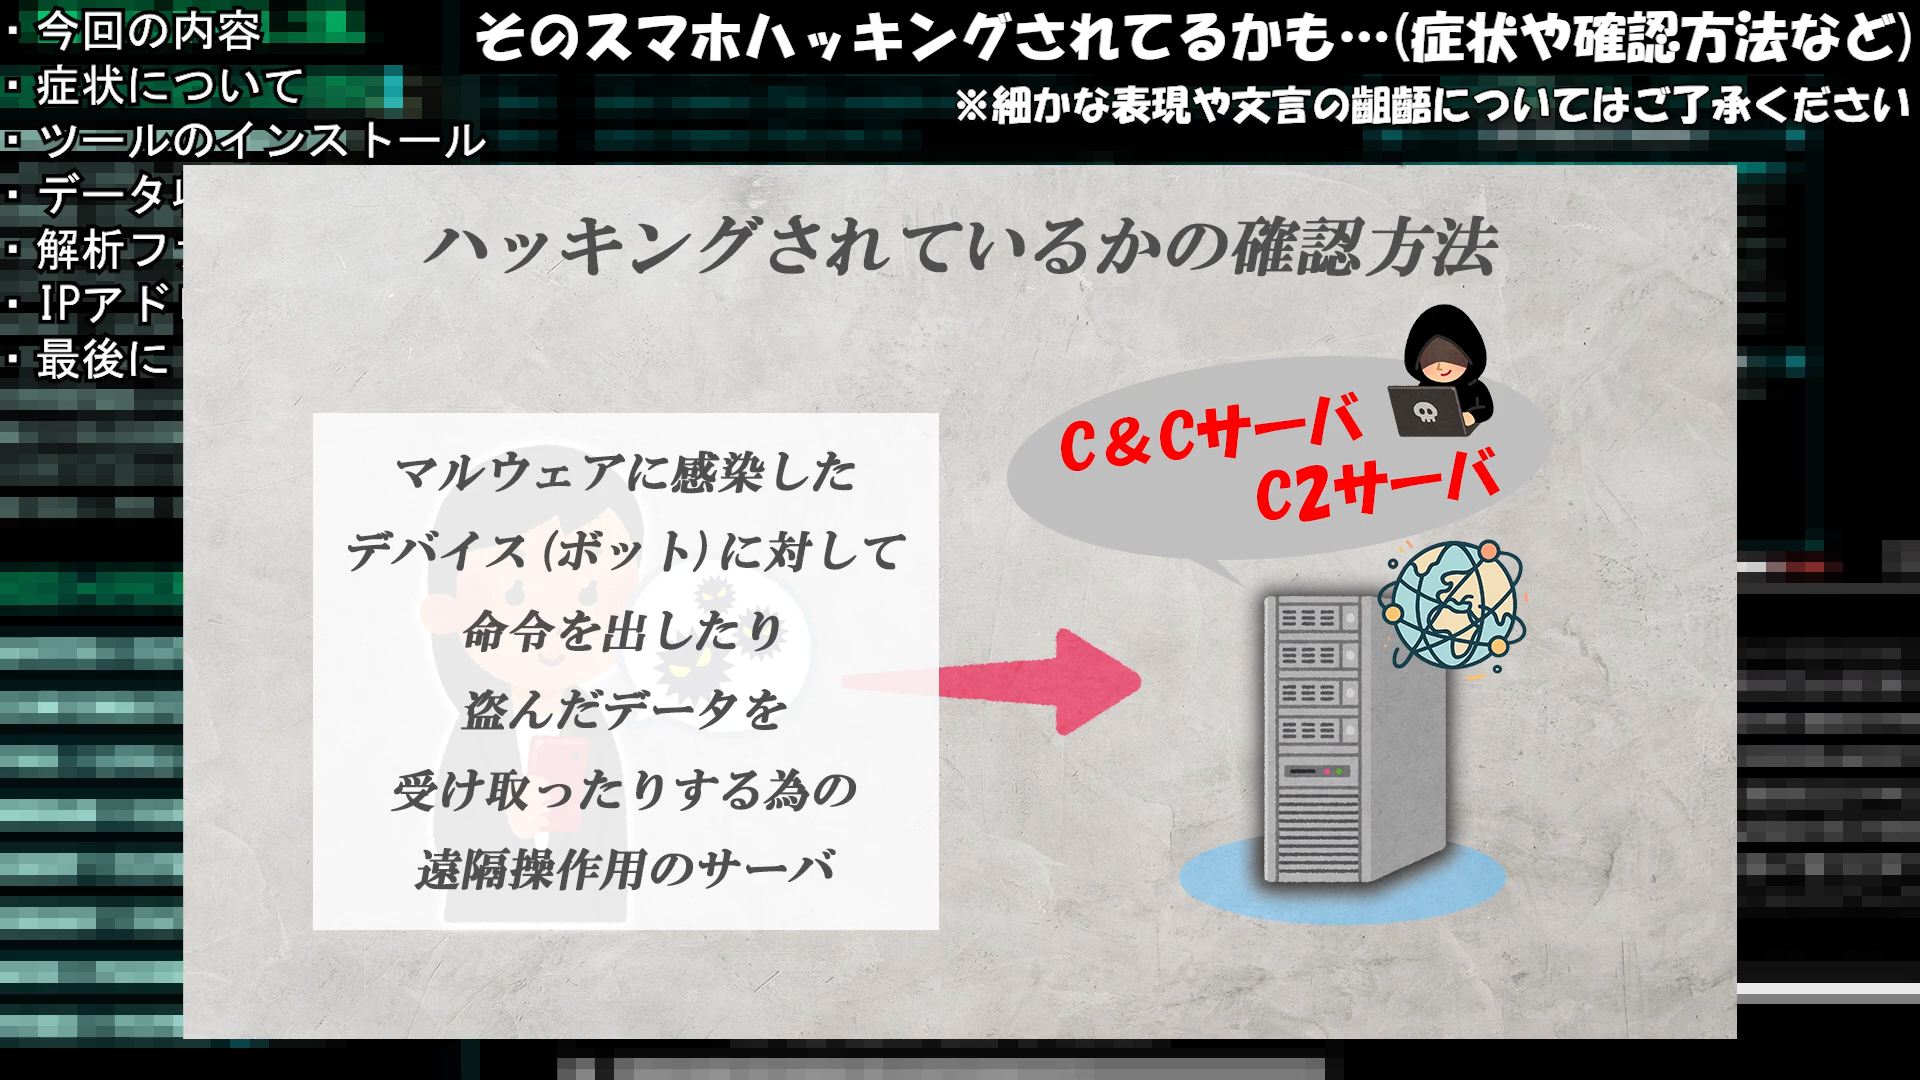 ・今回の内容
・症状について
・ツールのインストール
・データ
・解析フ
・IPアド
・最後に
そのスマホハッキングされてるかも…(症状や確認方法など)
※細かな表現や文言の齟齬についてはご了承ください
ハッキングされているかの確認方法
マルウェアに感染した
デバイス(ボット)に対して
命令を出したり
盗んだデータを
受け取ったりする為の
遠隔操作用のサーバ
C&Cサーバ
C2サーバ